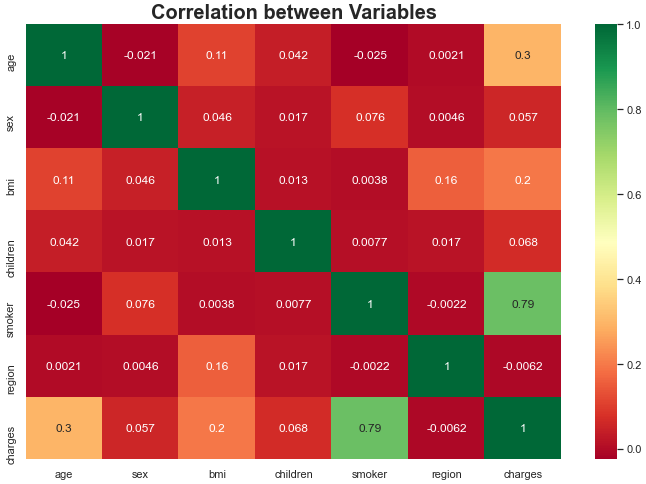 Correlation between Variables
age 1 -0.021 0.11 0.042 -0.025 0.0021 0.3
sex -0.021 1 0.046 0.017 0.076 0.0046 0.057
bmi 0.11 0.046 1 0.013 0.0038 0.16 0.2
children 0.042 0.017 0.013 1 0.0077 0.017 0.068
smoker -0.025 0.076 0.0038 0.0077 1 -0.0022 0.79
region 0.0021 0.0046 0.16 0.017 -0.0022 1 -0.0062
charges 0.3 0.057 0.2 0.068 0.79 -0.0062 1
age sex bmi children smoker region charges
1.0
0.8
0.6
0.4
0.2
0.0